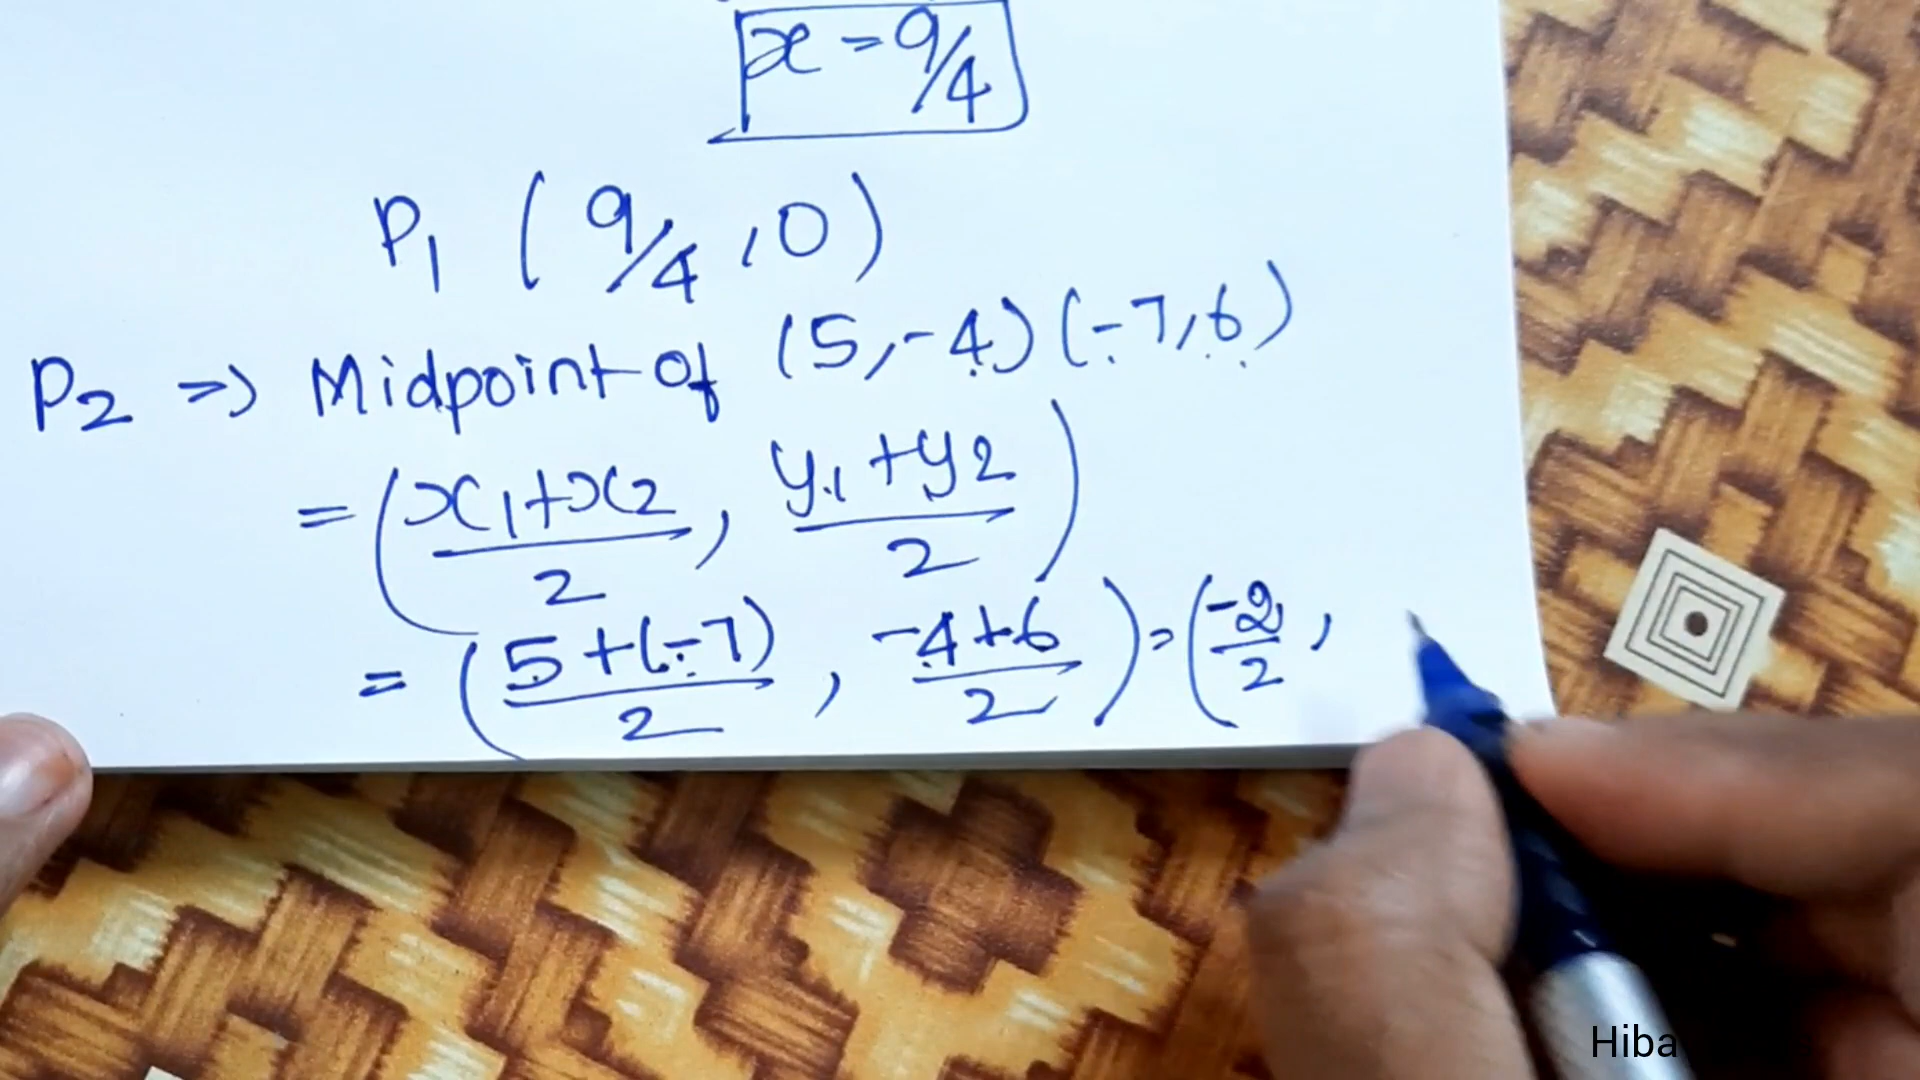 x = 9/4
P1 (9/4, 0)
P2 => Midpoint of (5, -4) (-7, 6)
= (x1+x2/2, y1+y2/2)
= (5+(-7)/2, -4+6/2) = (-2/2,
Hiba